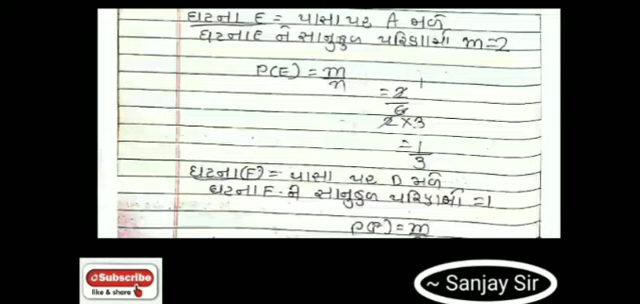 ઘટના E = પાસા પર A મળે
ઘટના E ને સાનુકુળ પરિણામો m=2
P(E) = m/n
= 2/6
2×3
= 1/3
ઘટના(F) = પાસા પર D મળે
ઘટના F ને સાનુકુળ પરિણામો =1
P(F) = m
Subscribe
like & share
~ Sanjay Sir